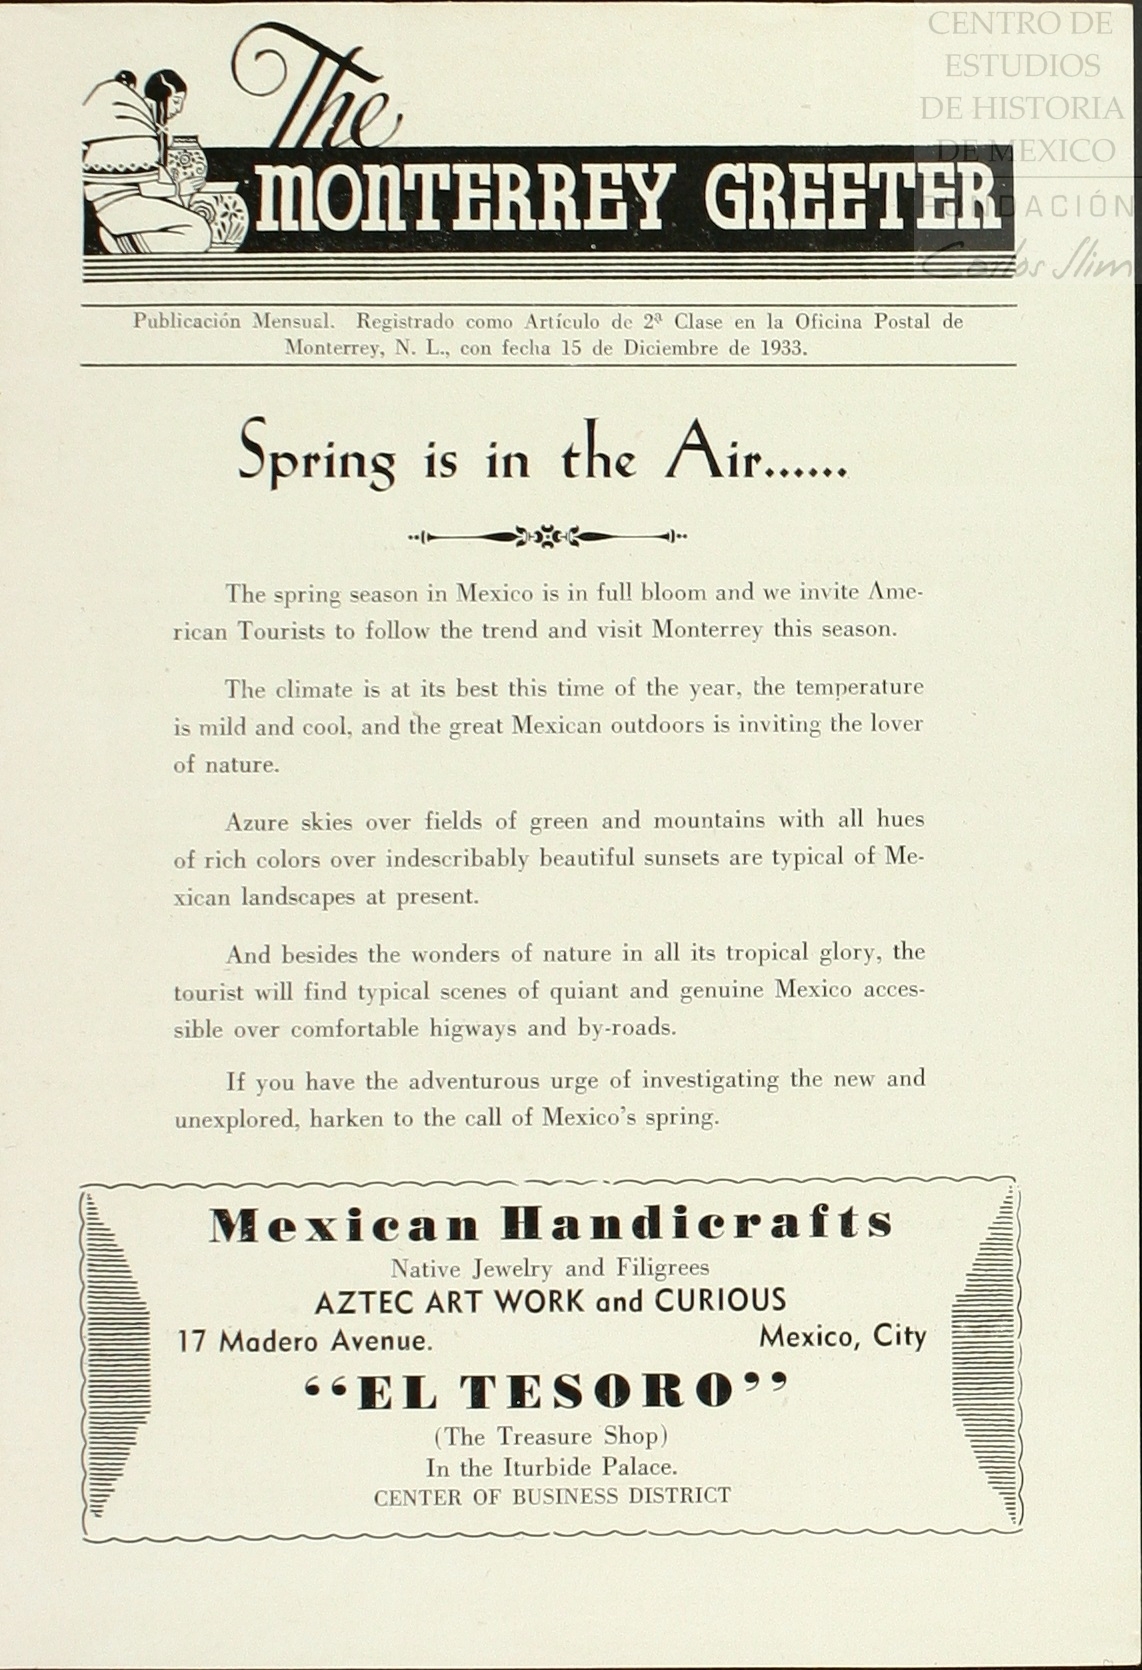 CENTRO DE
ESTUDIOS
DE HISTORIA
DE MEXICO
FUNDACIÓN
Carlos Slim
The
MONTERREY GREETER
Publicación Mensual. Registrado como Artículo de 2ª Clase en la Oficina Postal de
Monterrey, N. L., con fecha 15 de Diciembre de 1933.
Spring is in the Air......
The spring season in Mexico is in full bloom and we invite Ame-
rican Tourists to follow the trend and visit Monterrey this season.
The climate is at its best this time of the year, the temperature
is mild and cool, and the great Mexican outdoors is inviting the lover
of nature.
Azure skies over fields of green and mountains with all hues
of rich colors over indescribably beautiful sunsets are typical of Me-
xican landscapes at present.
And besides the wonders of nature in all its tropical glory, the
tourist will find typical scenes of quiant and genuine Mexico acces-
sible over comfortable higways and by-roads.
If you have the adventurous urge of investigating the new and
unexplored, harken to the call of Mexico's spring.
Mexican Handicrafts
Native Jewelry and Filigrees
AZTEC ART WORK and CURIOUS
17 Madero Avenue. Mexico, City
"EL TESORO"
(The Treasure Shop)
In the Iturbide Palace.
CENTER OF BUSINESS DISTRICT